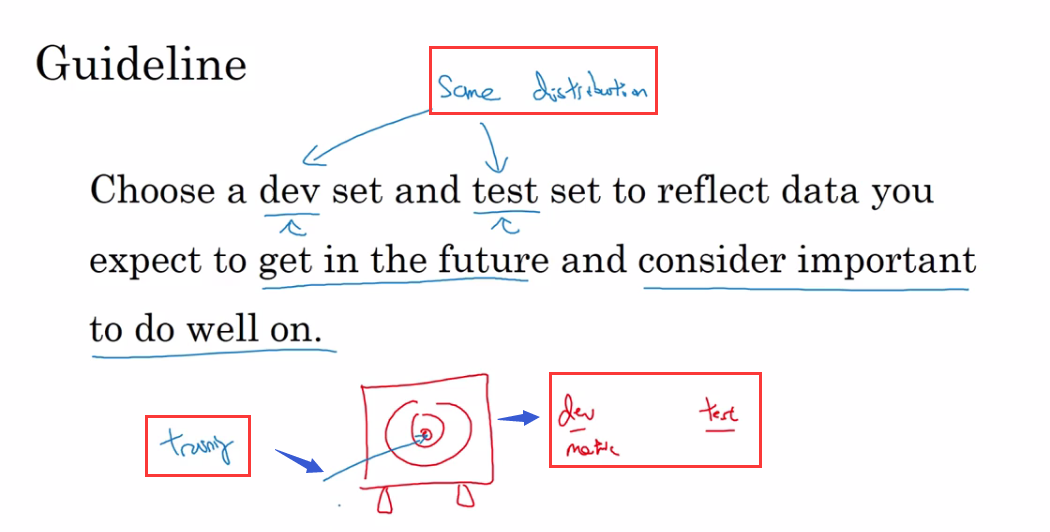 Guideline
Same distribution
Choose a dev set and test set to reflect data you
expect to get in the future and consider important
to do well on.
dev test
metric